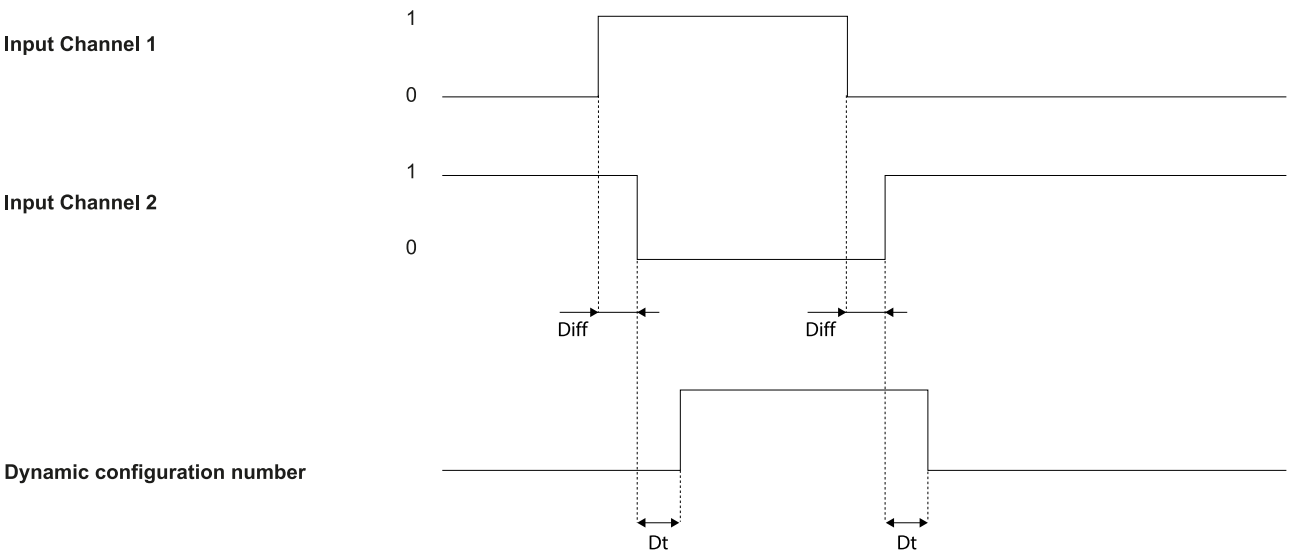 1
Input Channel 1
0
1
Input Channel 2
0
Diff
Diff
Dynamic configuration number
Dt
Dt